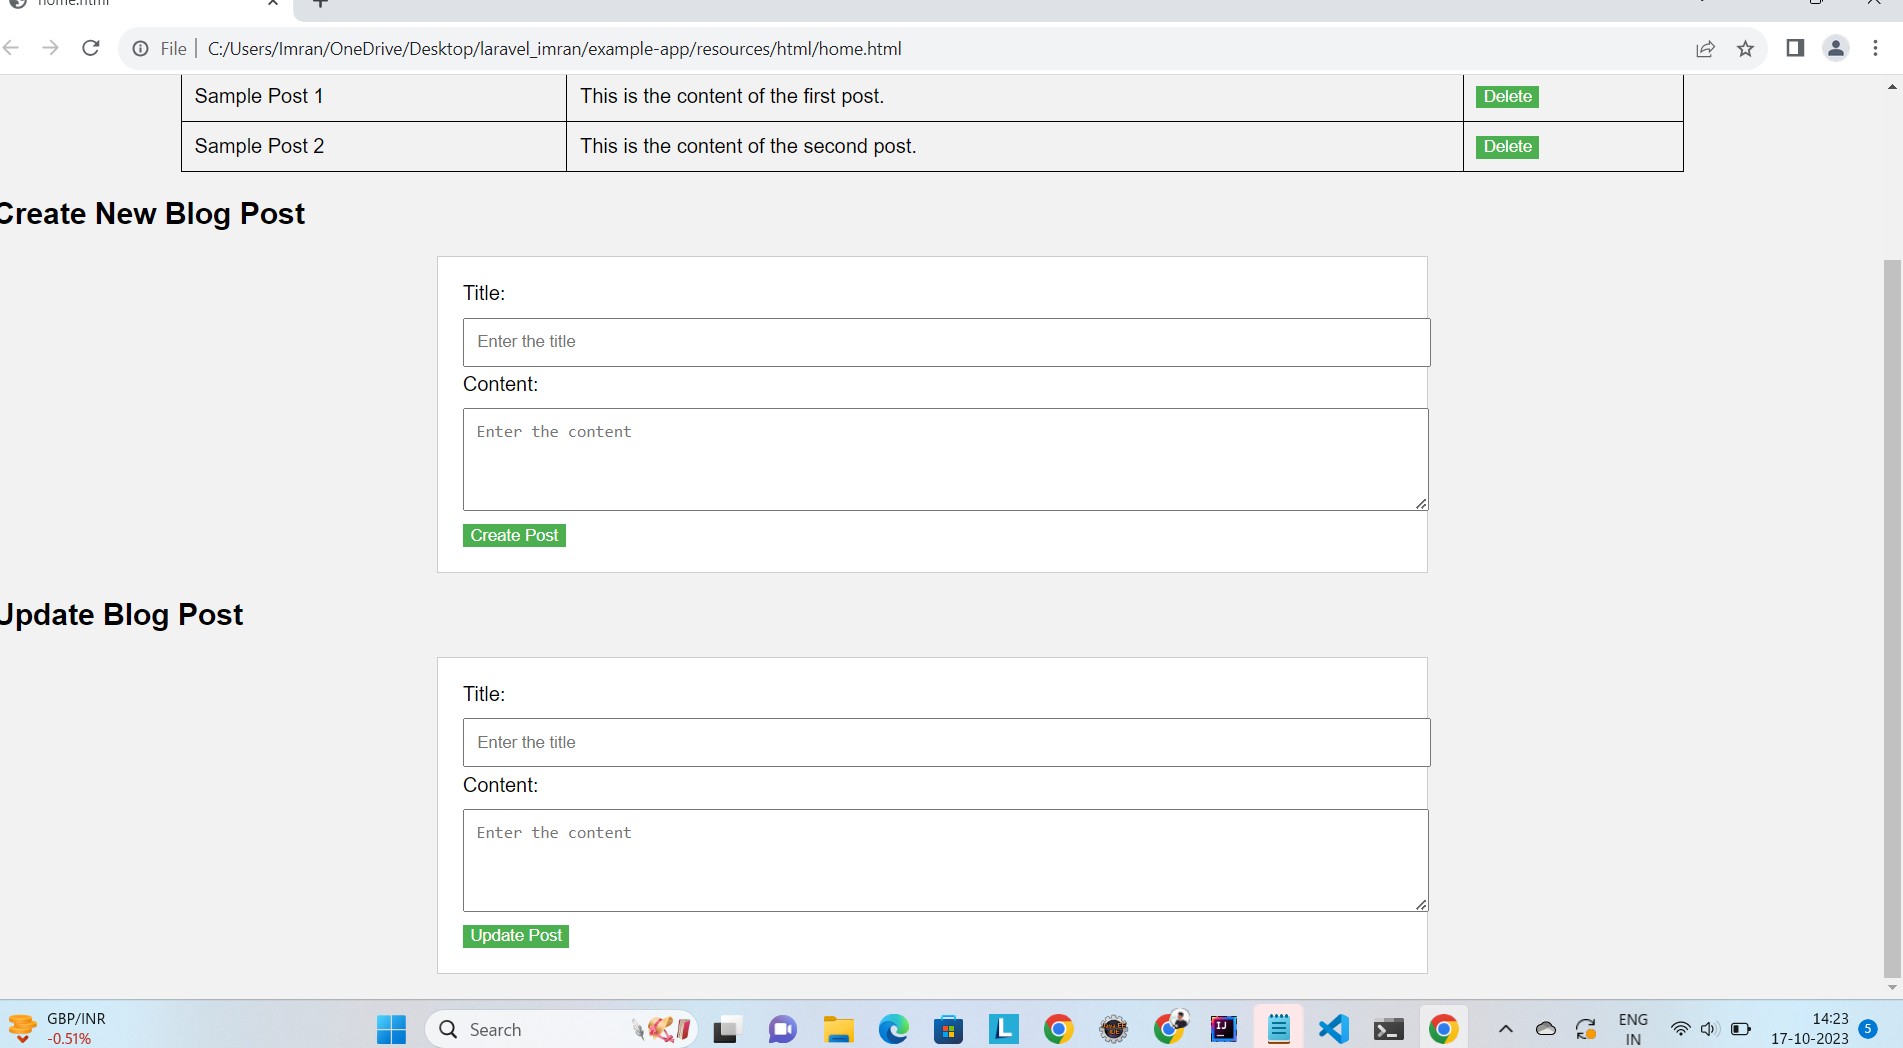 home.html
File C:/Users/Imran/OneDrive/Desktop/laravel_imran/example-app/resources/html/home.html
Sample Post 1 This is the content of the first post. Delete
Sample Post 2 This is the content of the second post. Delete
Create New Blog Post
Title:
Enter the title
Content:
Enter the content
Create Post
Update Blog Post
Title:
Enter the title
Content:
Enter the content
Update Post
GBP/INR
-0.51%
Search
L
IJ
ENG
IN
14:23
17-10-2023
5